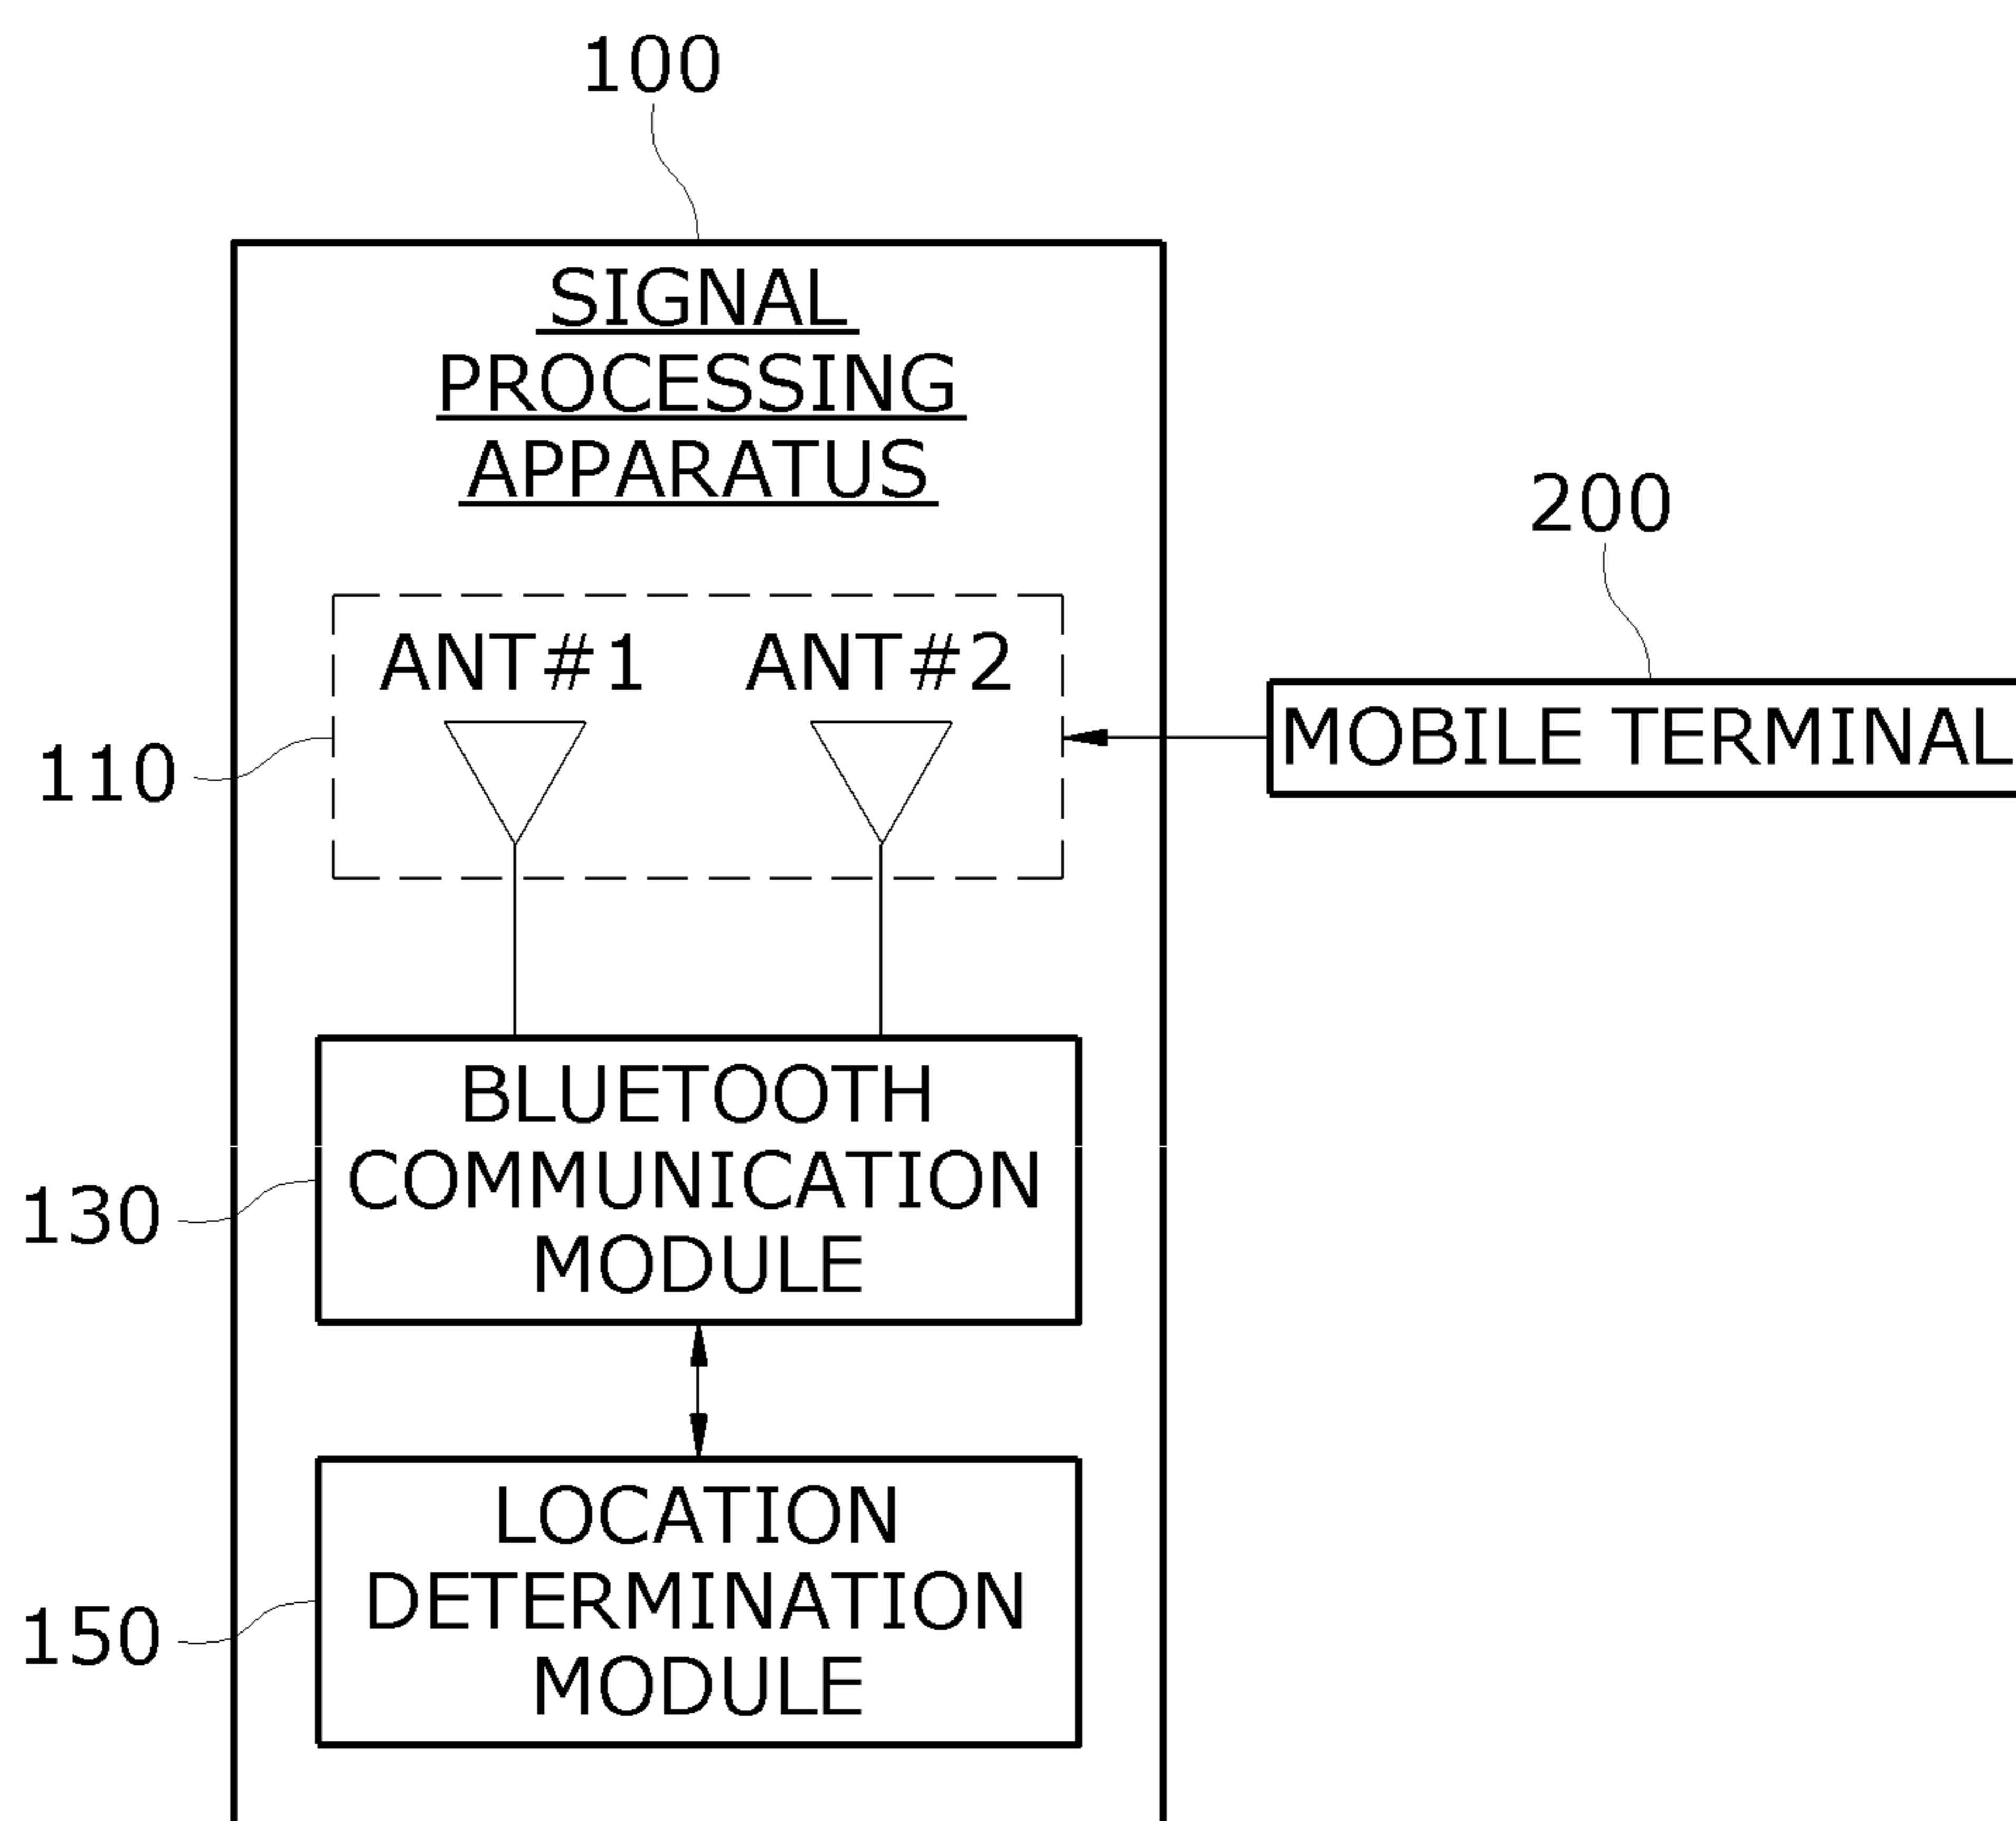 100
SIGNAL
PROCESSING
APPARATUS
200
ANT#1 ANT#2
110
MOBILE TERMINAL
130
BLUETOOTH
COMMUNICATION
MODULE
150
LOCATION
DETERMINATION
MODULE